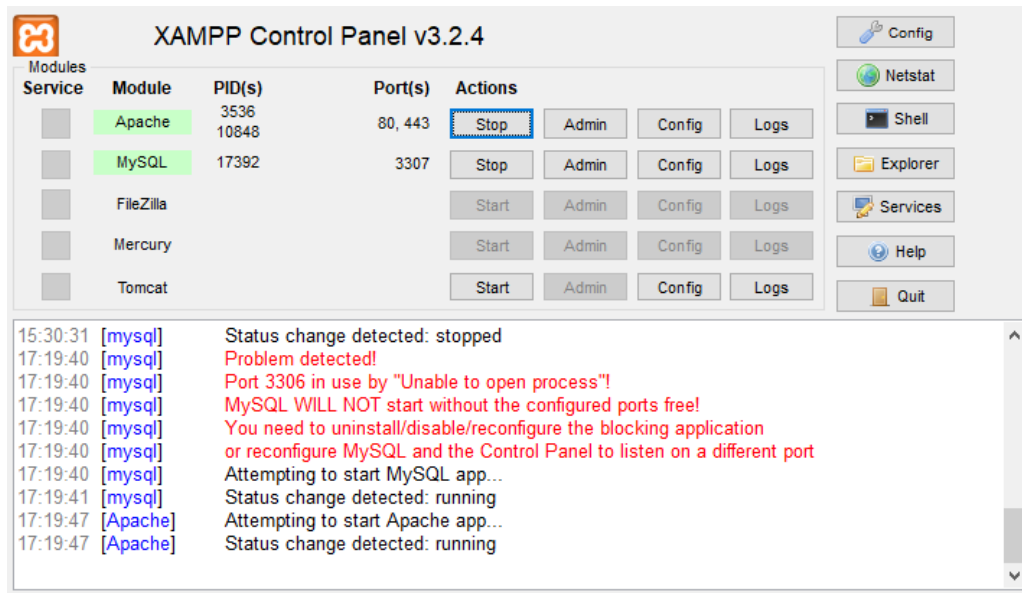 XAMPP Control Panel v3.2.4
Config
Modules
Netstat
Service Module PID(s) Port(s) Actions
Apache 3536 10848 80, 443 Stop Admin Config Logs
Shell
MySQL 17392 3307 Stop Admin Config Logs
Explorer
FileZilla Start Admin Config Logs
Services
Mercury Start Admin Config Logs
Help
Tomcat Start Admin Config Logs
Quit
15:30:31 [mysql] Status change detected: stopped
17:19:40 [mysql] Problem detected!
17:19:40 [mysql] Port 3306 in use by "Unable to open process"!
17:19:40 [mysql] MySQL WILL NOT start without the configured ports free!
17:19:40 [mysql] You need to uninstall/disable/reconfigure the blocking application
17:19:40 [mysql] or reconfigure MySQL and the Control Panel to listen on a different port
17:19:40 [mysql] Attempting to start MySQL app...
17:19:41 [mysql] Status change detected: running
17:19:47 [Apache] Attempting to start Apache app...
17:19:47 [Apache] Status change detected: running